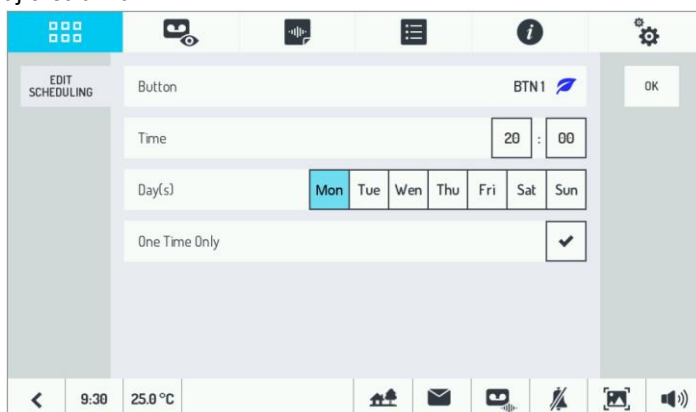 i
EDIT
SCHEDULING
Button BTN1
OK
Time 20 : 00
Day(s) Mon Tue Wen Thu Fri Sat Sun
One Time Only
9:30 25.0 °C